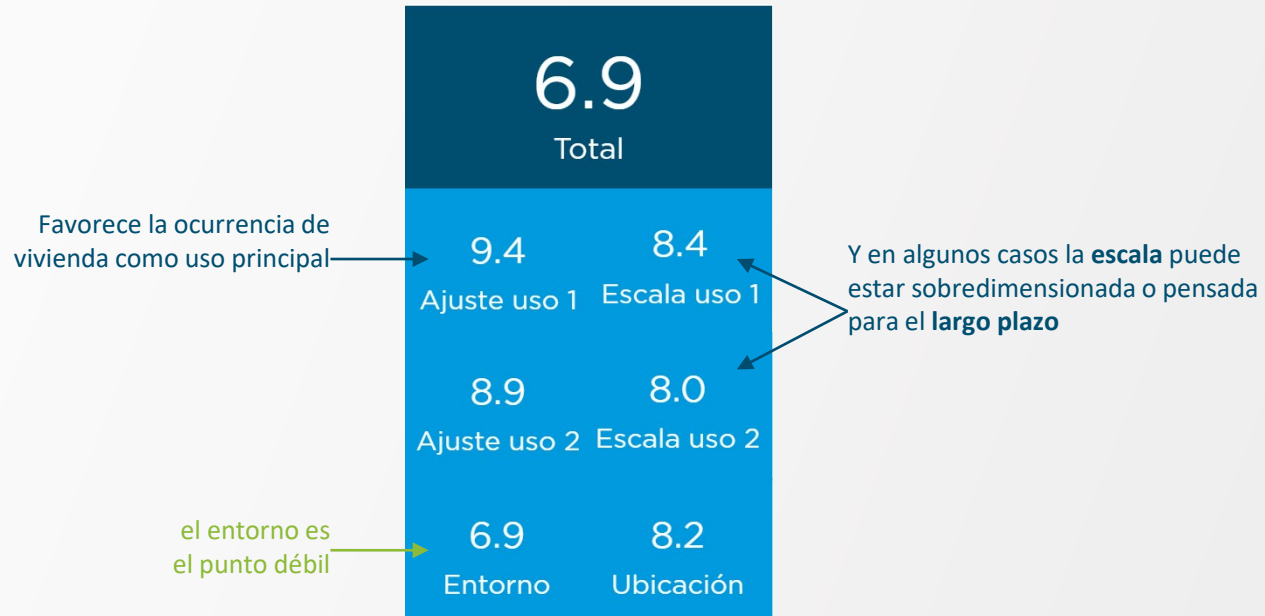 6.9
Total
Favorece la ocurrencia de
vivienda como uso principal
9.4
Ajuste uso 1
8.4
Escala uso 1
Y en algunos casos la escala puede
estar sobredimensionada o pensada
para el largo plazo
8.9
Ajuste uso 2
8.0
Escala uso 2
el entorno es
el punto débil
6.9
Entorno
8.2
Ubicación